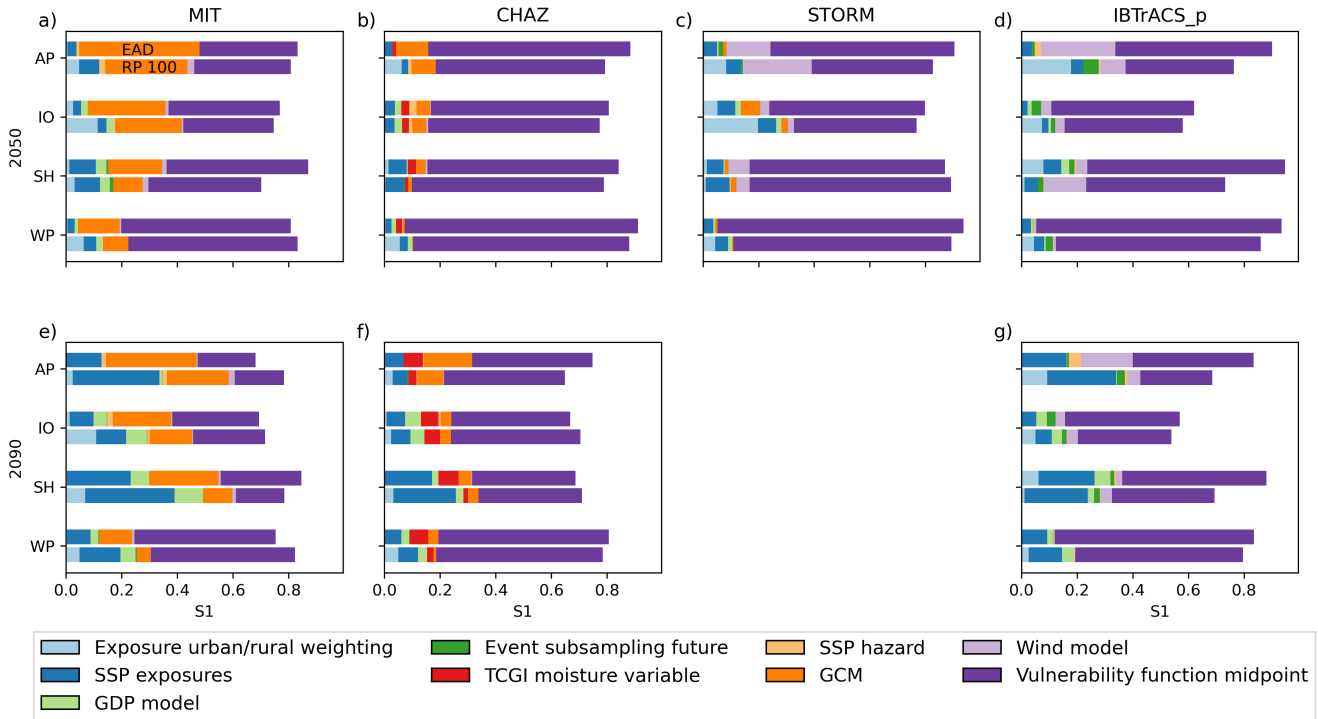 a) MIT b) CHAZ c) STORM d) IBTrACS_p
AP EAD
RP 100
IO
2050
SH
WP
e) f) g)
AP
IO
2090
SH
WP
0.0 0.2 0.4 0.6 0.8 0.0 0.2 0.4 0.6 0.8 0.0 0.2 0.4 0.6 0.8
S1 S1 S1
Exposure urban/rural weighting Event subsampling future SSP hazard Wind model
SSP exposures TCGI moisture variable GCM Vulnerability function midpoint
GDP model